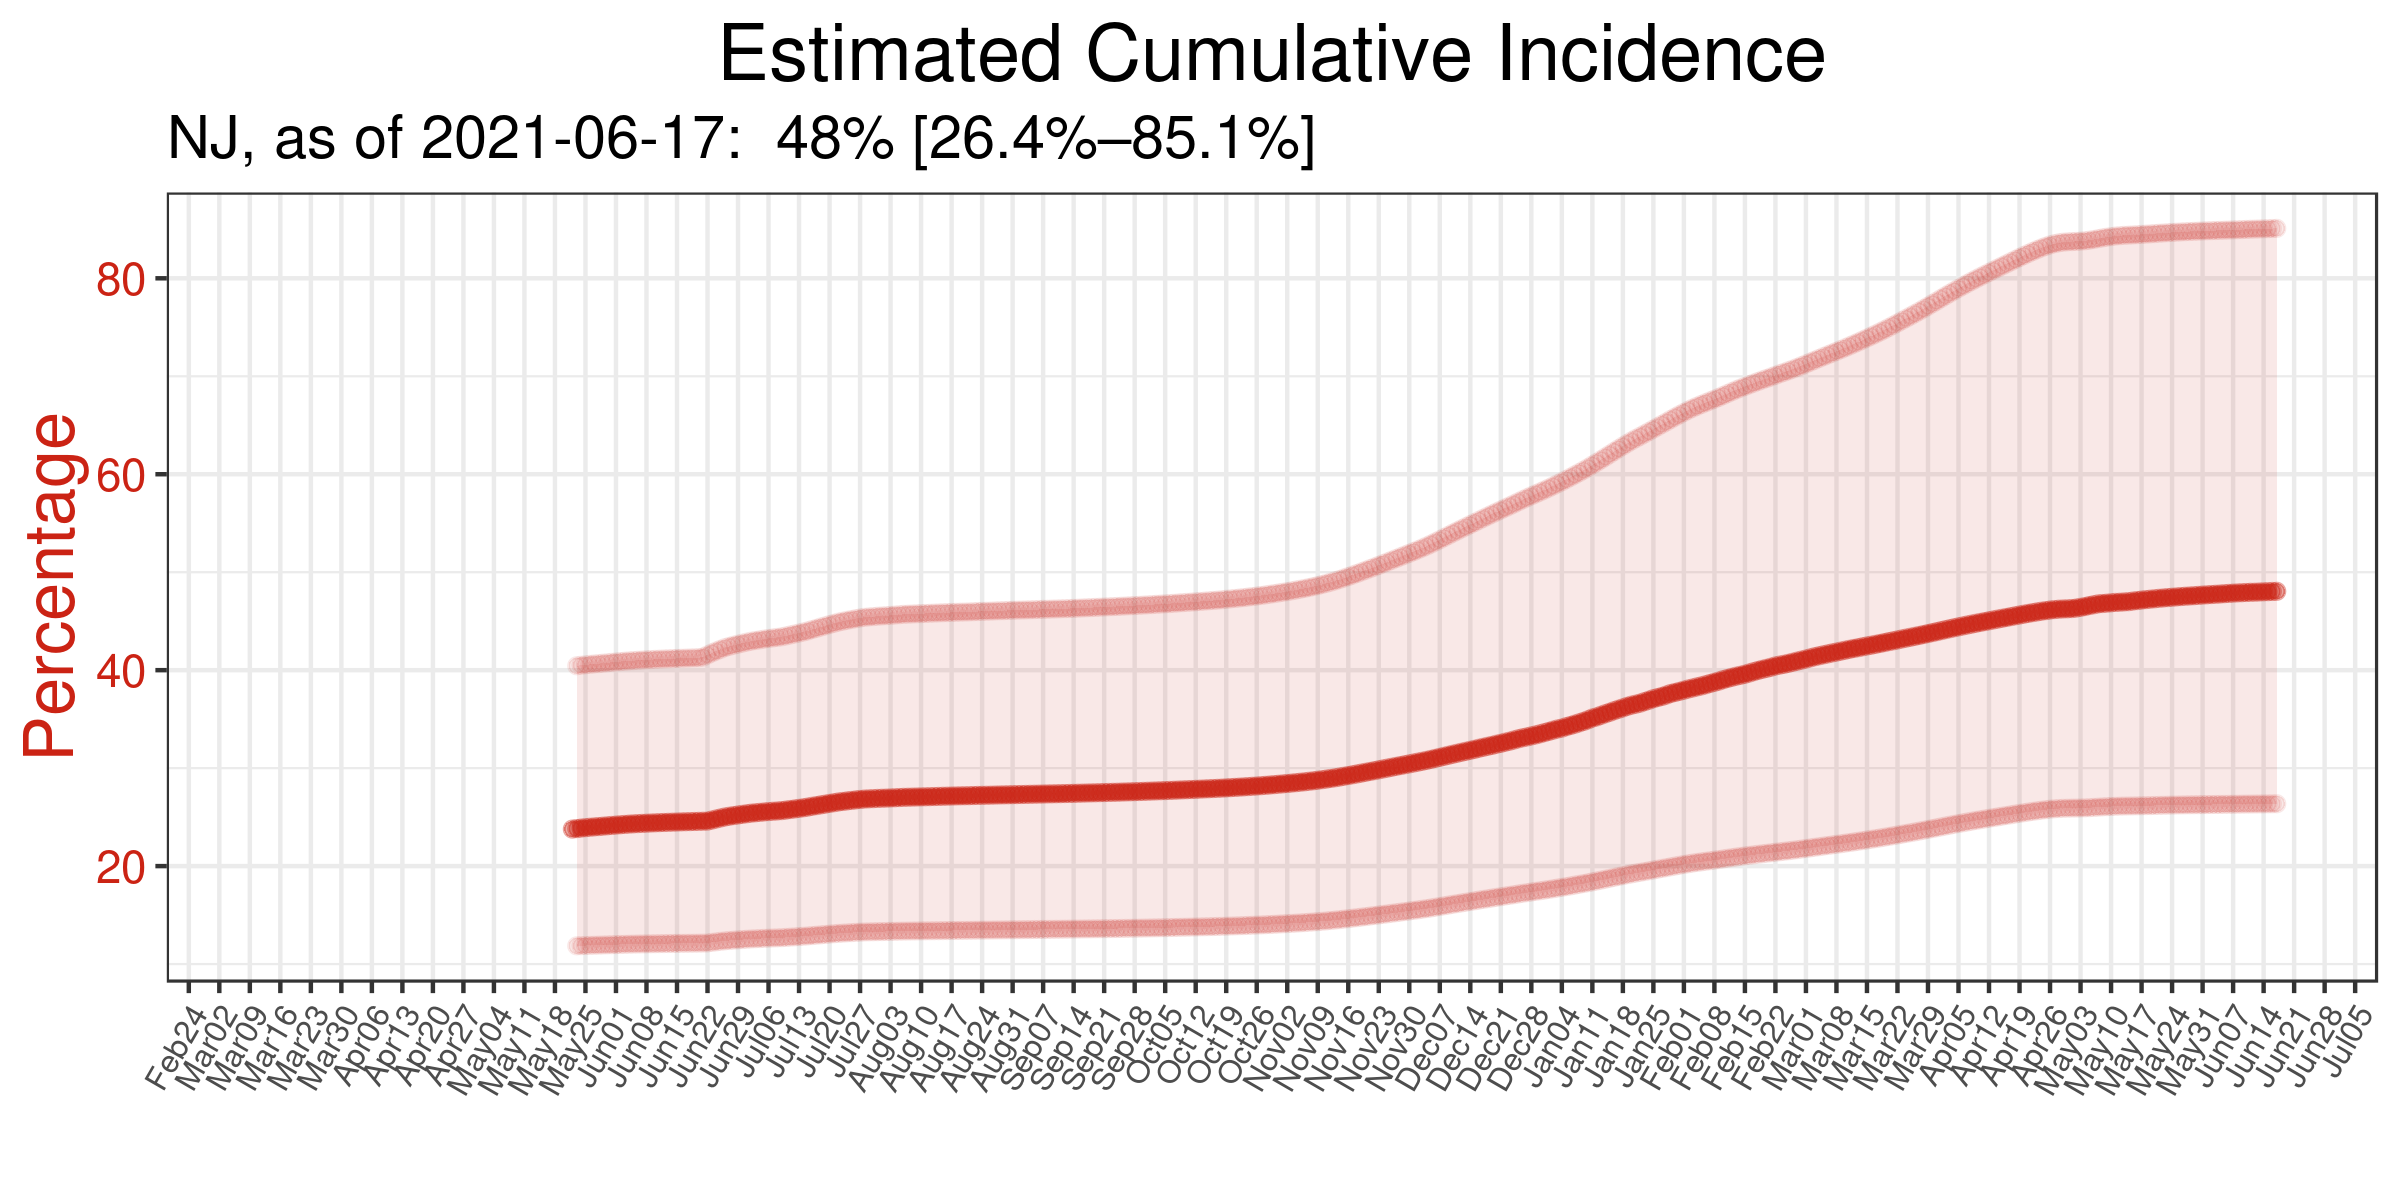 Estimated Cumulative Incidence
NJ, as of 2021-06-17:  48% [26.4%–85.1%]
Percentage
80
60
40
20
Feb24
Mar02
Mar09
Mar16
Mar23
Mar30
Apr06
Apr13
Apr20
Apr27
May04
May11
May18
May25
Jun01
Jun08
Jun15
Jun22
Jun29
Jul06
Jul13
Jul20
Jul27
Aug03
Aug10
Aug17
Aug24
Aug31
Sep07
Sep14
Sep21
Sep28
Oct05
Oct12
Oct19
Oct26
Nov02
Nov09
Nov16
Nov23
Nov30
Dec07
Dec14
Dec21
Dec28
Jan04
Jan11
Jan18
Jan25
Feb01
Feb08
Feb15
Feb22
Mar01
Mar08
Mar15
Mar22
Mar29
Apr05
Apr12
Apr19
Apr26
May03
May10
May17
May24
May31
Jun07
Jun14
Jun21
Jun28
Jul05